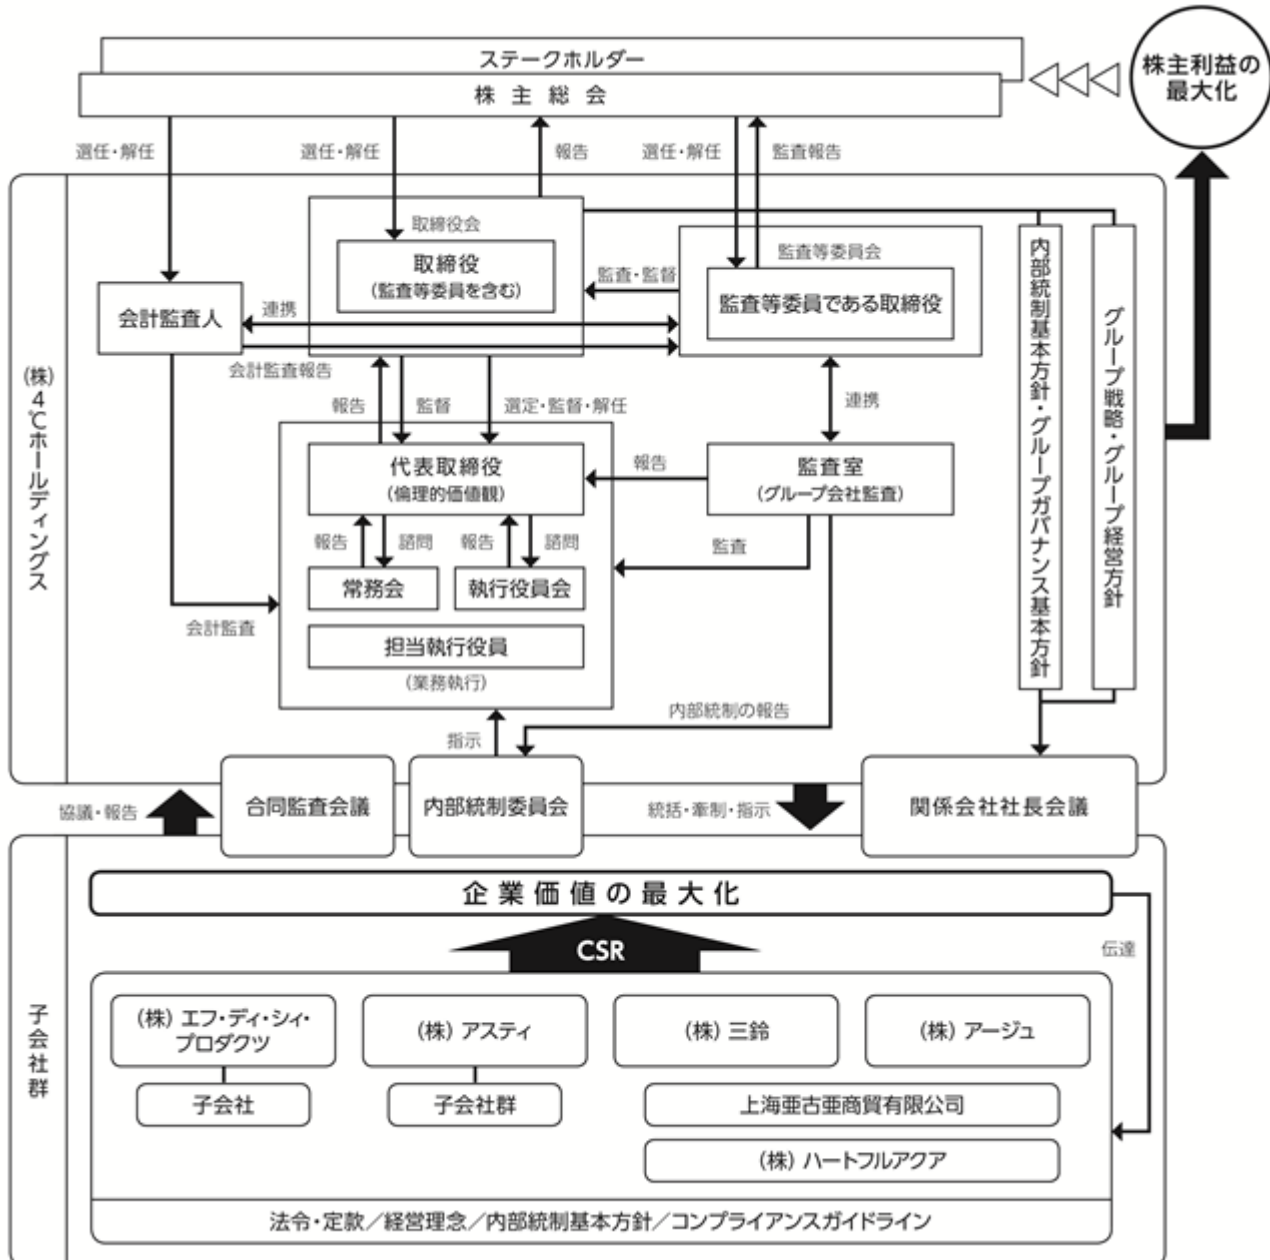 ステークホルダー
株主総会
株主利益の
最大化
選任・解任
選任・解任
報告
選任・解任
監査報告
(株)4℃ホールディングス
取締役会
取締役
(監査等委員を含む)
監査等委員会
監査等委員である取締役
監査・監督
会計監査人
連携
会計監査報告
内部統制基本方針・グループガバナンス基本方針
グループ戦略・グループ経営方針
報告
監督
選定・監督・解任
連携
代表取締役
(倫理的価値観)
報告
監査室
(グループ会社監査)
報告
諮問
報告
諮問
監査
常務会
執行役員会
会計監査
担当執行役員
(業務執行)
内部統制の報告
指示
協議・報告
合同監査会議
内部統制委員会
統括・牽制・指示
関係会社社長会議
子会社群
企業価値の最大化
CSR
伝達
(株)エフ・ディ・シィ・
プロダクツ
(株)アスティ
(株)三鈴
(株)アージュ
子会社
子会社群
上海亜古亜商貿有限公司
(株)ハートフルアクア
法令・定款／経営理念／内部統制基本方針／コンプライアンスガイドライン